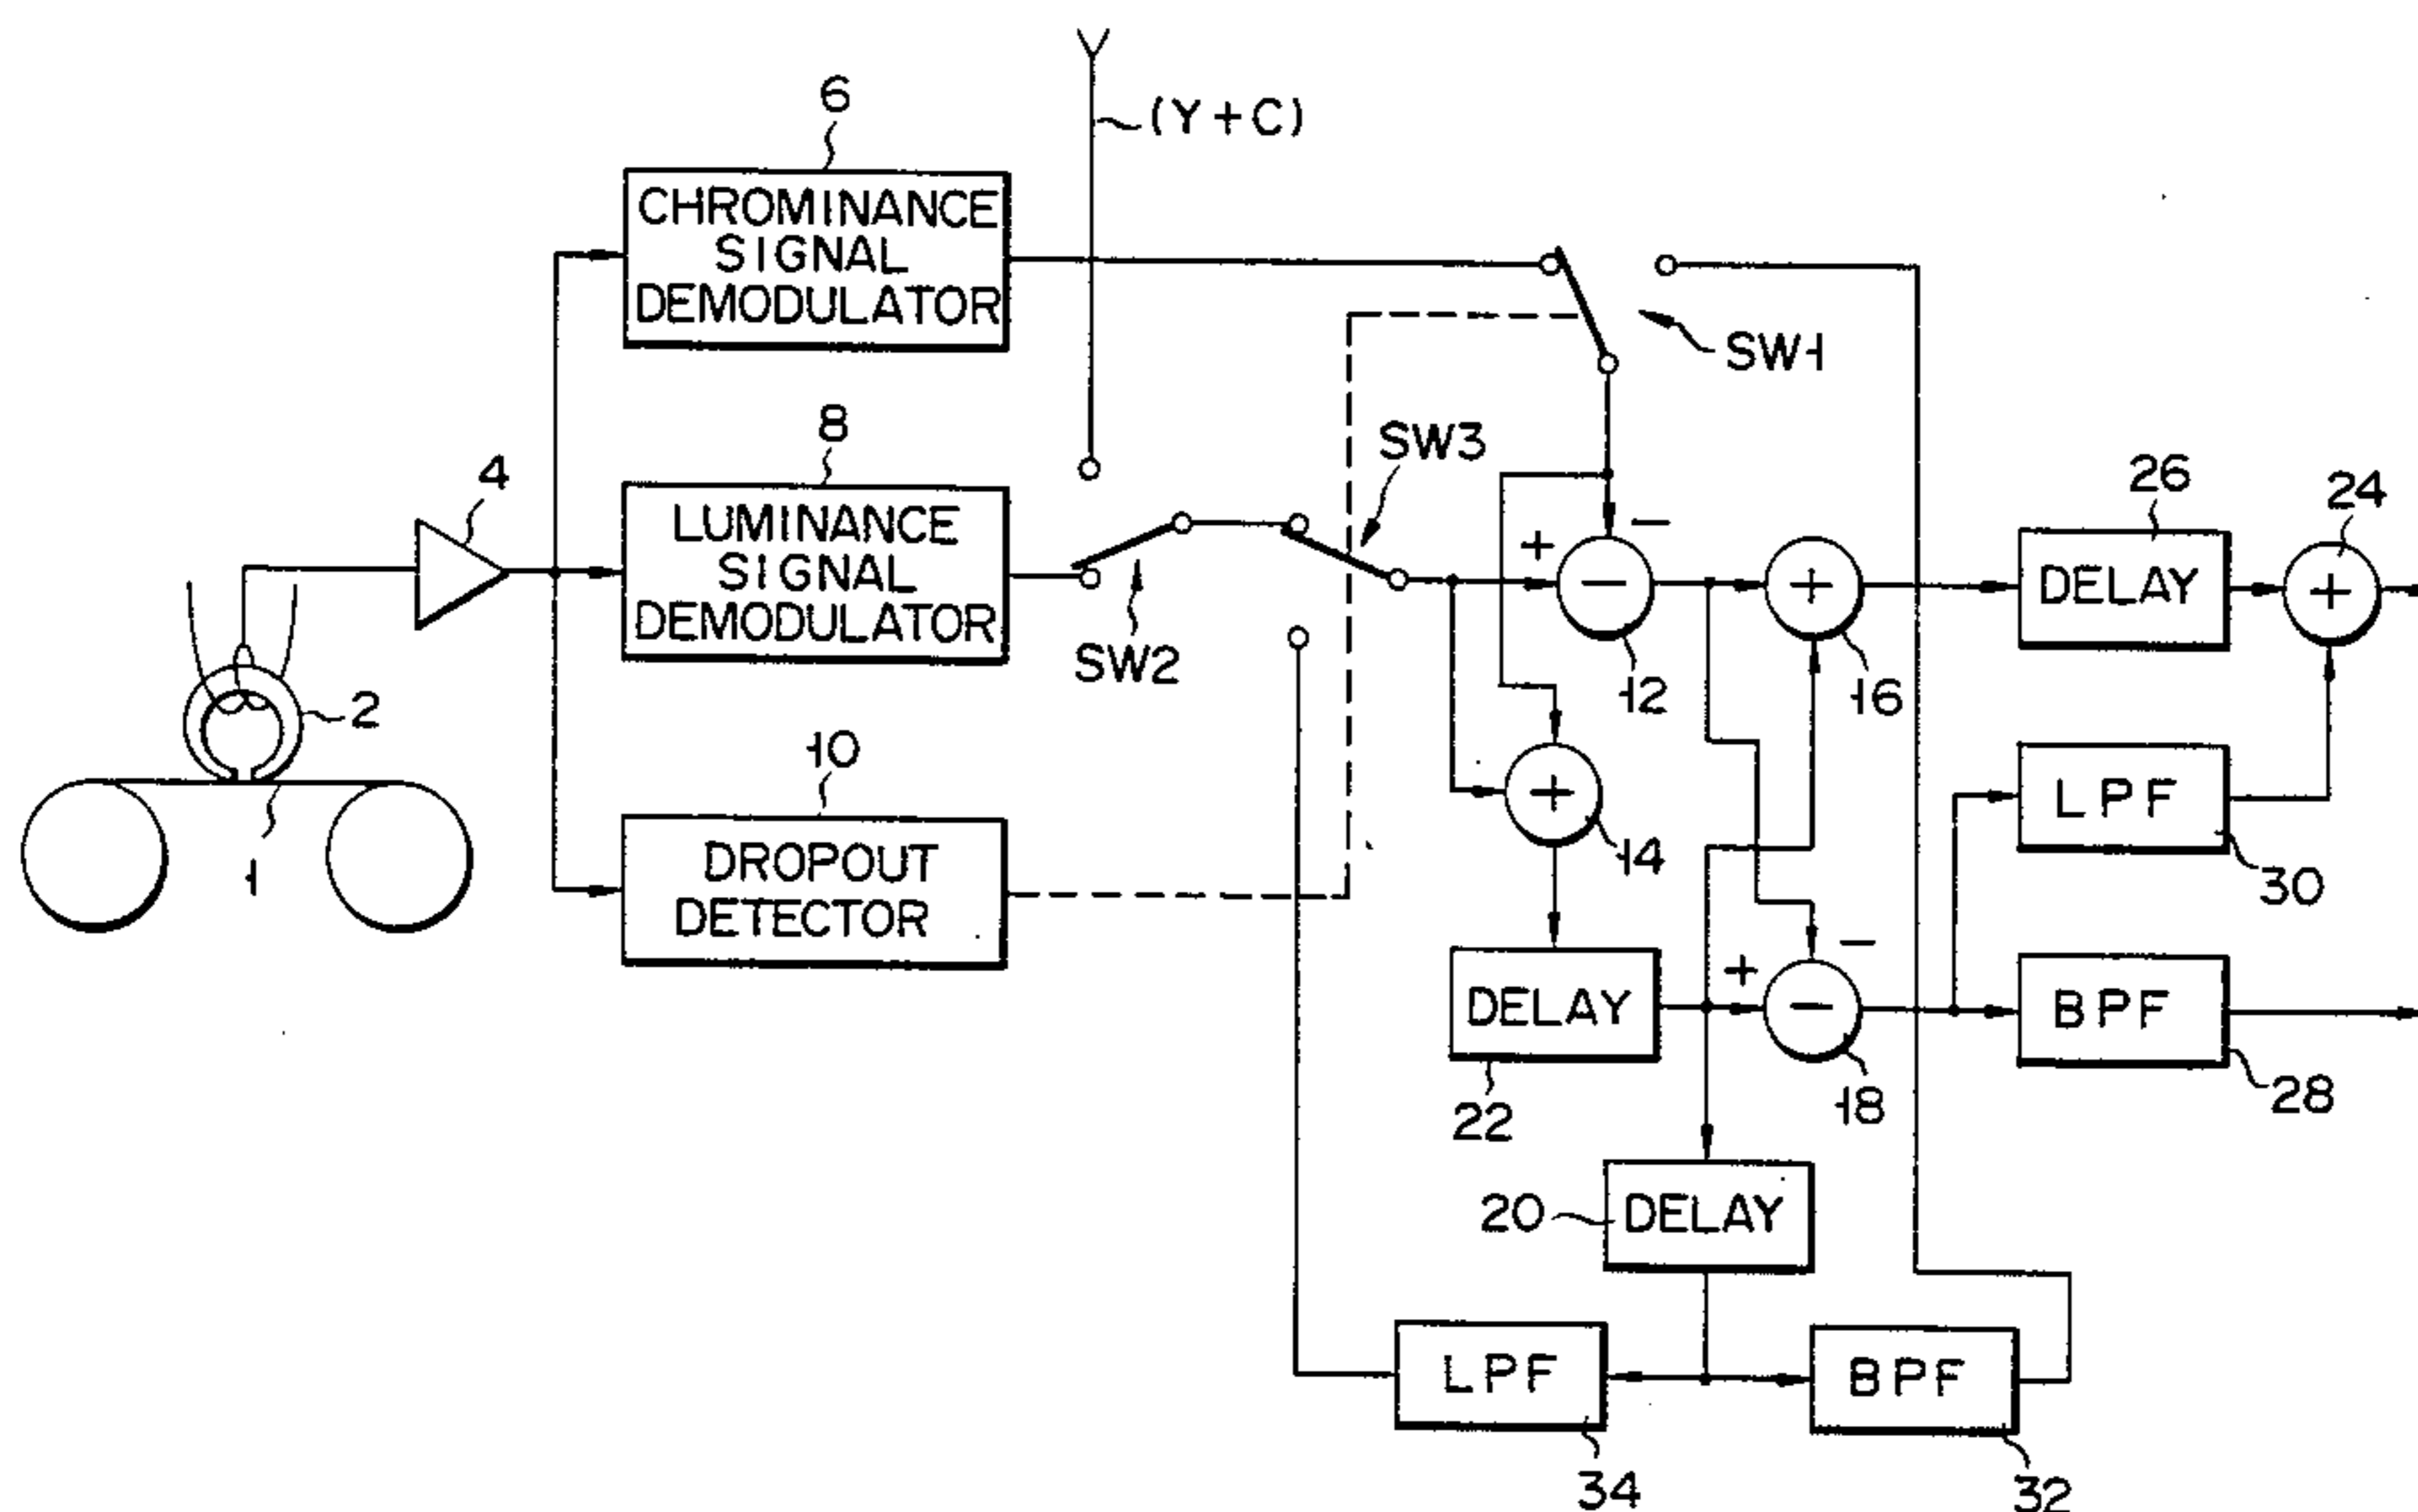 6
(Y+C)
CHROMINANCE
SIGNAL
DEMODULATOR
SW1
8
SW3
4
26
24
LUMINANCE
SIGNAL
DEMODULATOR
SW2
+
−
−
+
DELAY
+
12
16
2
10
+
14
LPF
30
1
DROPOUT
DETECTOR
DELAY
22
+
−
−
18
BPF
28
20
DELAY
LPF
34
BPF
32